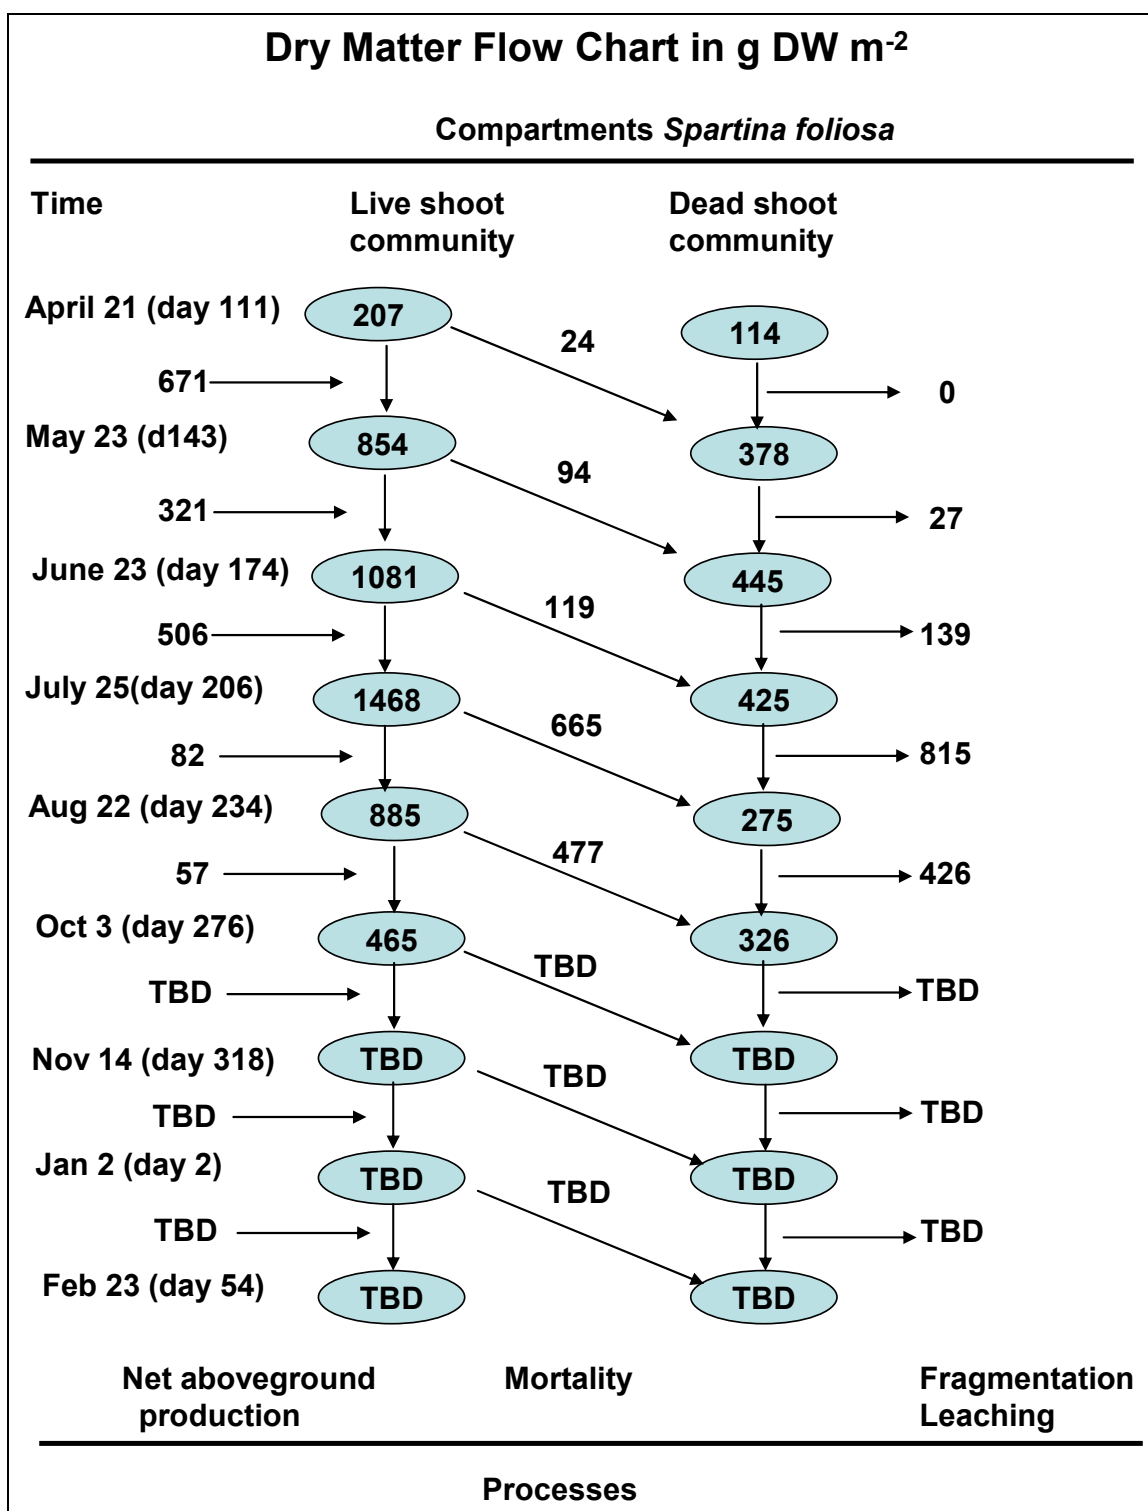 Dry Matter Flow Chart in g DW m-2
Compartments Spartina foliosa
Time
Live shoot
community
Dead shoot
community
April 21 (day 111)
207
24
114
671
0
May 23 (d143)
854
94
378
321
27
June 23 (day 174)
1081
119
445
506
139
July 25(day 206)
1468
665
425
82
815
Aug 22 (day 234)
885
477
275
57
426
Oct 3 (day 276)
465
TBD
326
TBD
TBD
Nov 14 (day 318)
TBD
TBD
TBD
TBD
TBD
Jan 2 (day 2)
TBD
TBD
TBD
TBD
TBD
Feb 23 (day 54)
TBD
TBD
Net aboveground
production
Mortality
Fragmentation
Leaching
Processes